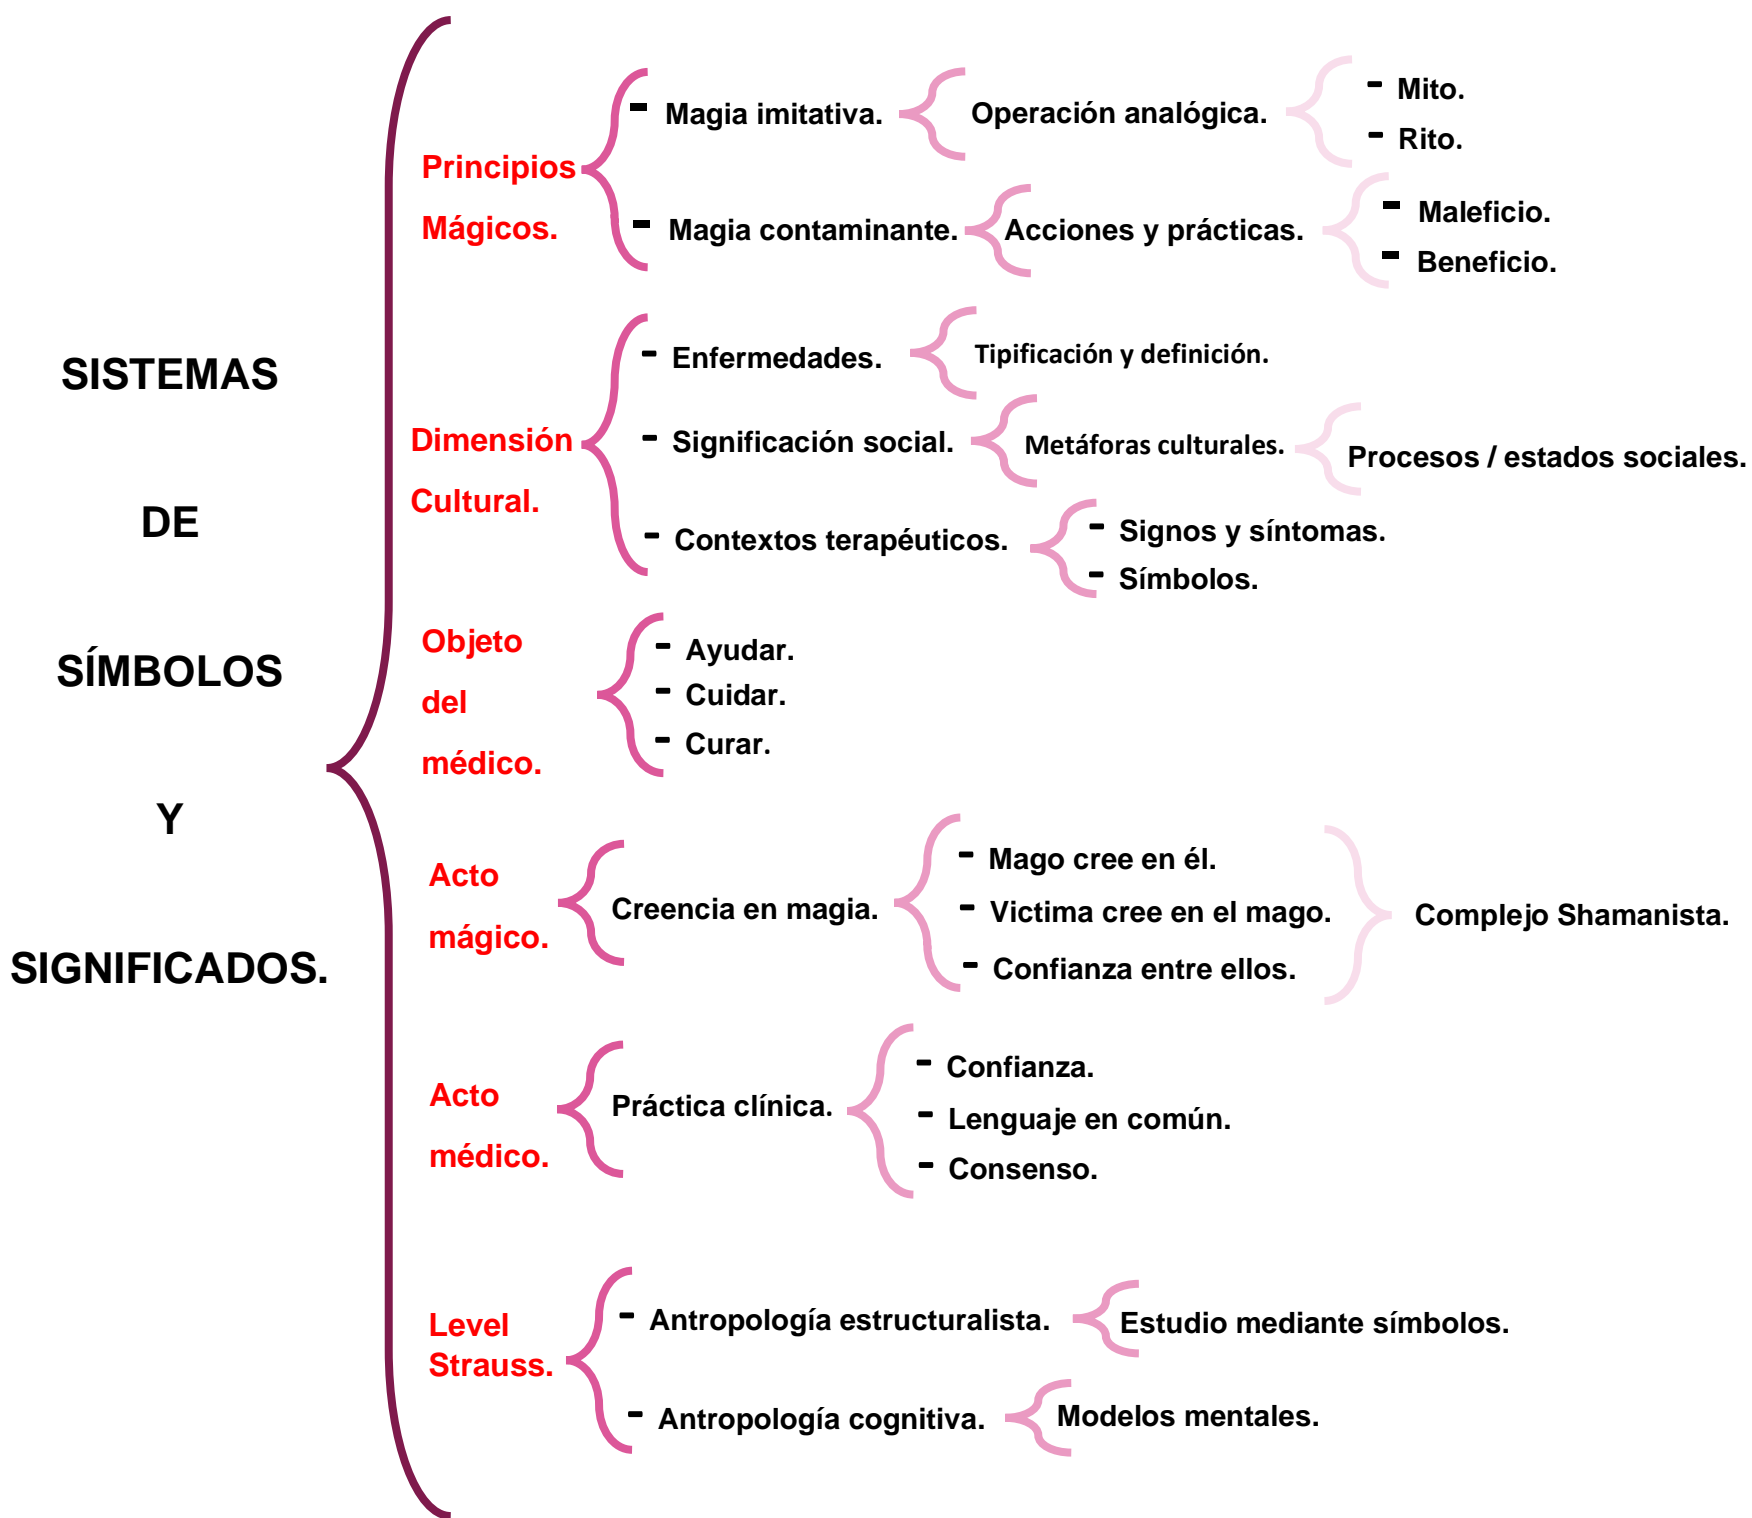 SISTEMAS
DE
SÍMBOLOS
Y
SIGNIFICADOS.
Principios
Mágicos.
- Magia imitativa.
Operación analógica.
- Mito.
- Rito.
- Magia contaminante.
Acciones y prácticas.
- Maleficio.
- Beneficio.
Dimensión
Cultural.
- Enfermedades.
Tipificación y definición.
- Significación social.
Metáforas culturales.
Procesos / estados sociales.
- Contextos terapéuticos.
- Signos y síntomas.
- Símbolos.
Objeto
del
médico.
- Ayudar.
- Cuidar.
- Curar.
Acto
mágico.
Creencia en magia.
- Mago cree en él.
- Victima cree en el mago.
- Confianza entre ellos.
Complejo Shamanista.
Acto
médico.
Práctica clínica.
- Confianza.
- Lenguaje en común.
- Consenso.
Level
Strauss.
- Antropología estructuralista.
Estudio mediante símbolos.
- Antropología cognitiva.
Modelos mentales.